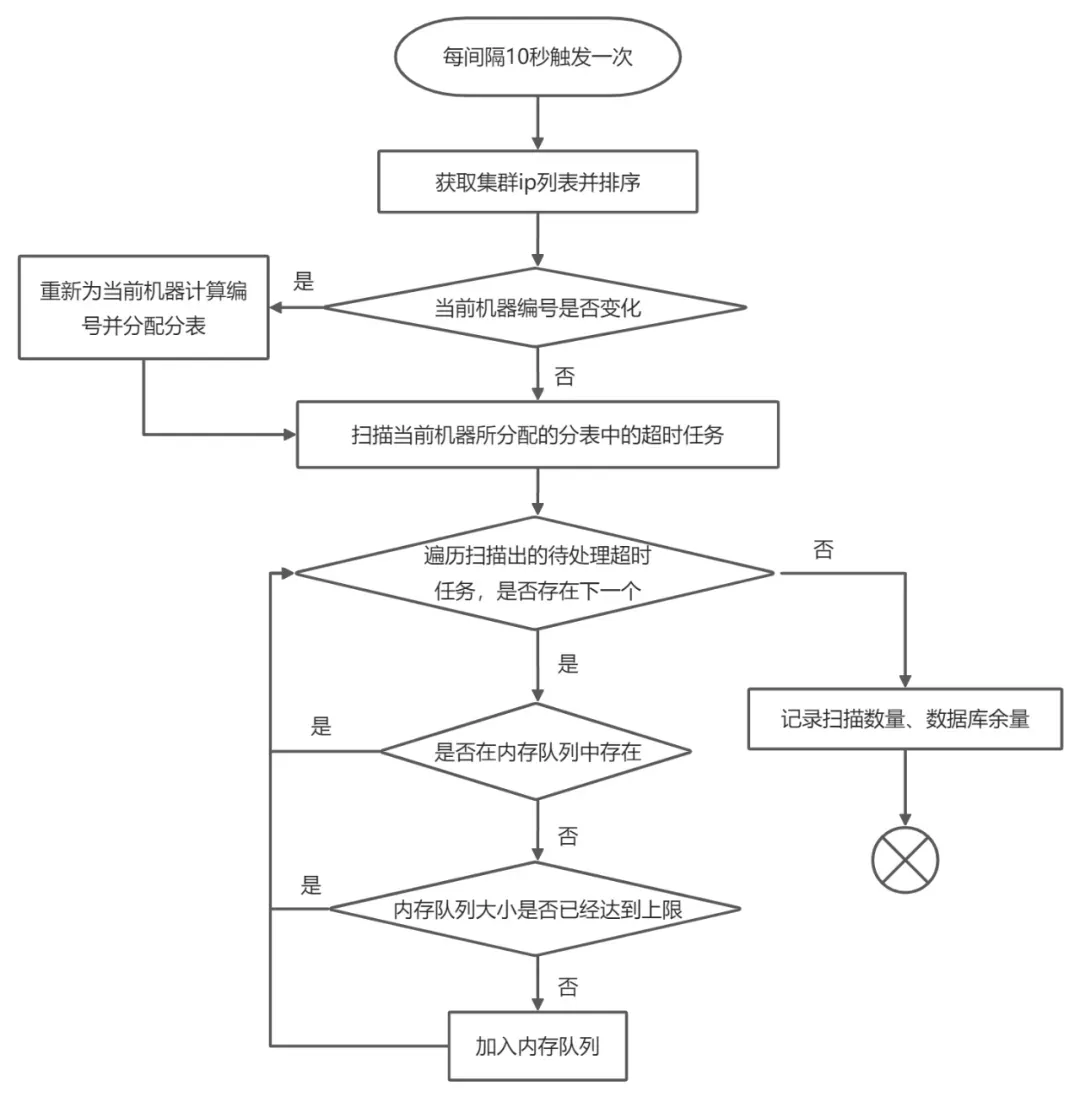 每间隔10秒触发一次
获取集群ip列表并排序
是
重新为当前机器计算编
号并分配分表
当前机器编号是否变化
否
扫描当前机器所分配的分表中的超时任务
遍历扫描出的待处理超时
任务，是否存在下一个
否
是
记录扫描数量、数据库余量
是
是否在内存队列中存在
否
是
内存队列大小是否已经达到上限
否
加入内存队列